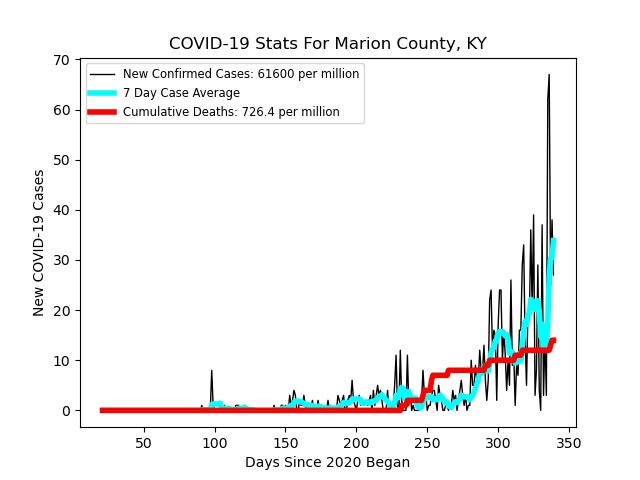 COVID-19 Stats For Marion County, KY
New Confirmed Cases: 61600 per million
7 Day Case Average
Cumulative Deaths: 726.4 per million
New COVID-19 Cases
70
60
50
40
30
20
10
0
50 100 150 200 250 300 350
Days Since 2020 Began